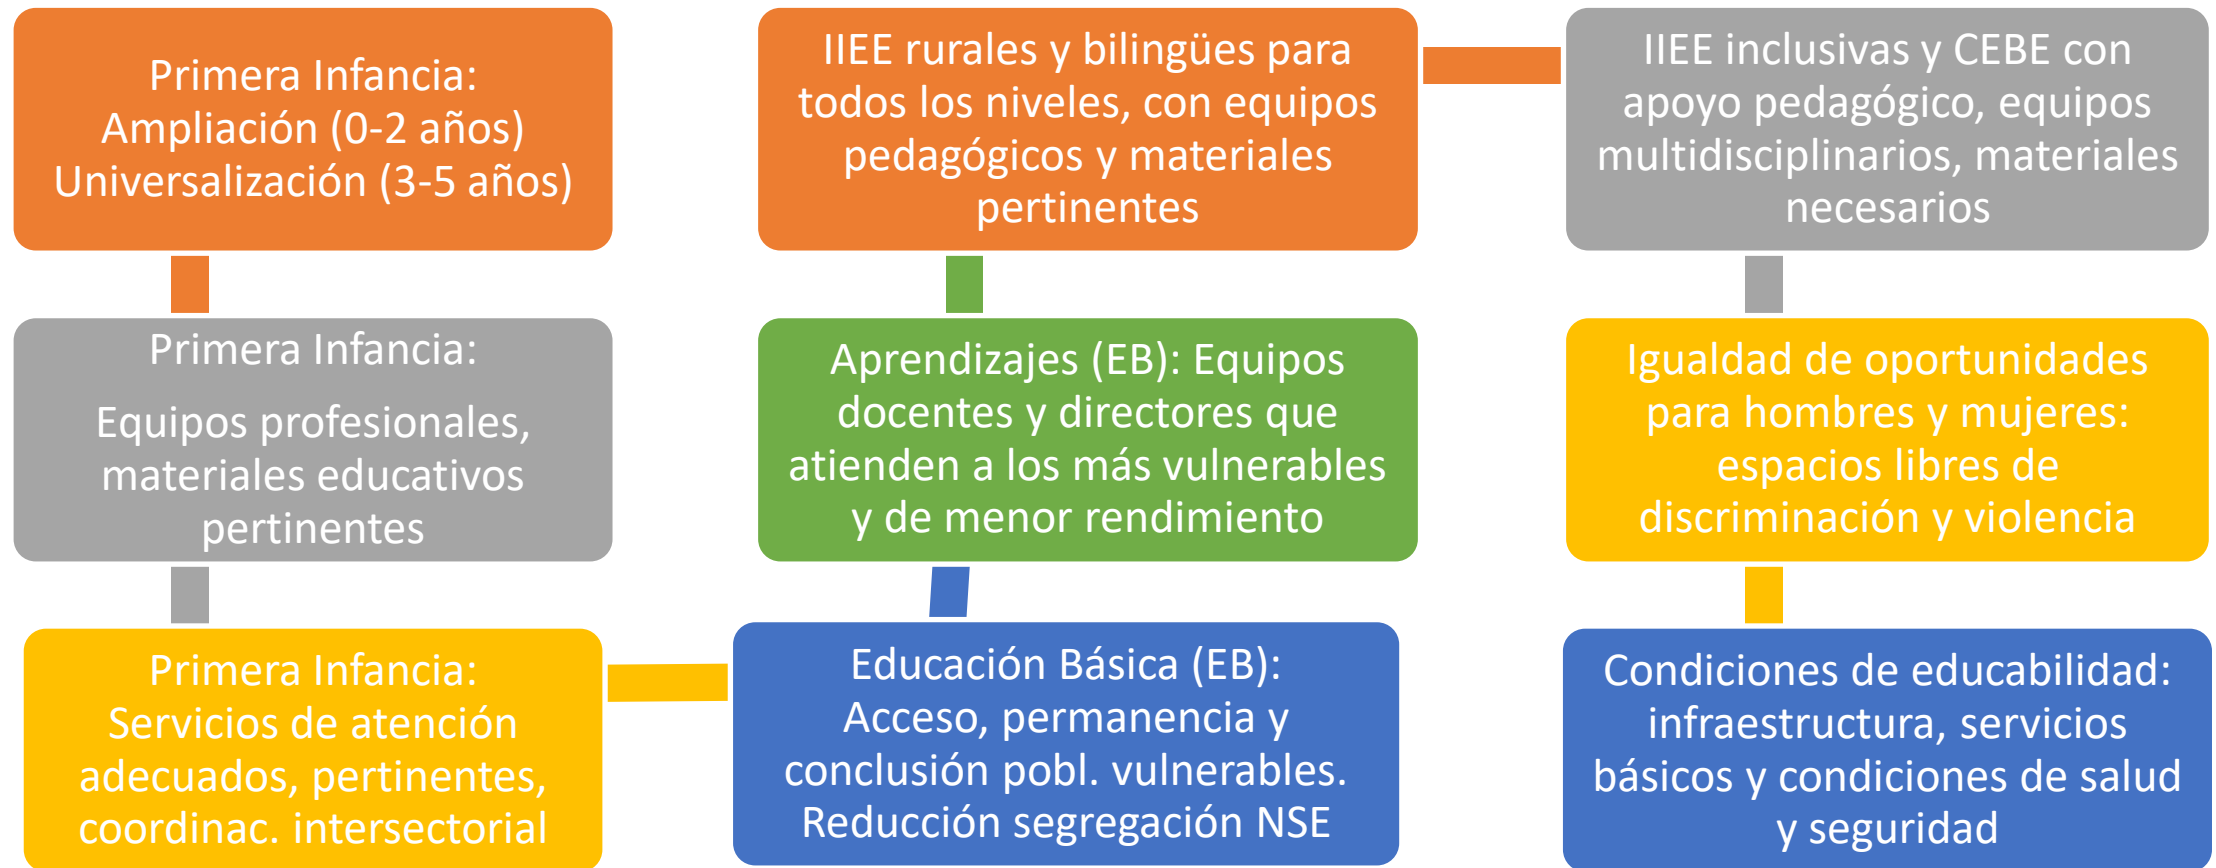 Primera Infancia:
Ampliación (0-2 años)
Universalización (3-5 años)
Primera Infancia:
Equipos profesionales,
materiales educativos
pertinentes
Primera Infancia:
Servicios de atención
adecuados, pertinentes,
coordinac. intersectorial
Educación Básica (EB):
Acceso, permanencia y
conclusión pobl. vulnerables.
Reducción segregación NSE
Aprendizajes (EB): Equipos
docentes y directores que
atienden a los más vulnerables
y de menor rendimiento
IIEE rurales y bilingües para
todos los niveles, con equipos
pedagógicos y materiales
pertinentes
IIEE inclusivas y CEBE con
apoyo pedagógico, equipos
multidisciplinarios, materiales
necesarios
Igualdad de oportunidades
para hombres y mujeres:
espacios libres de
discriminación y violencia
Condiciones de educabilidad:
infraestructura, servicios
básicos y condiciones de salud
y seguridad